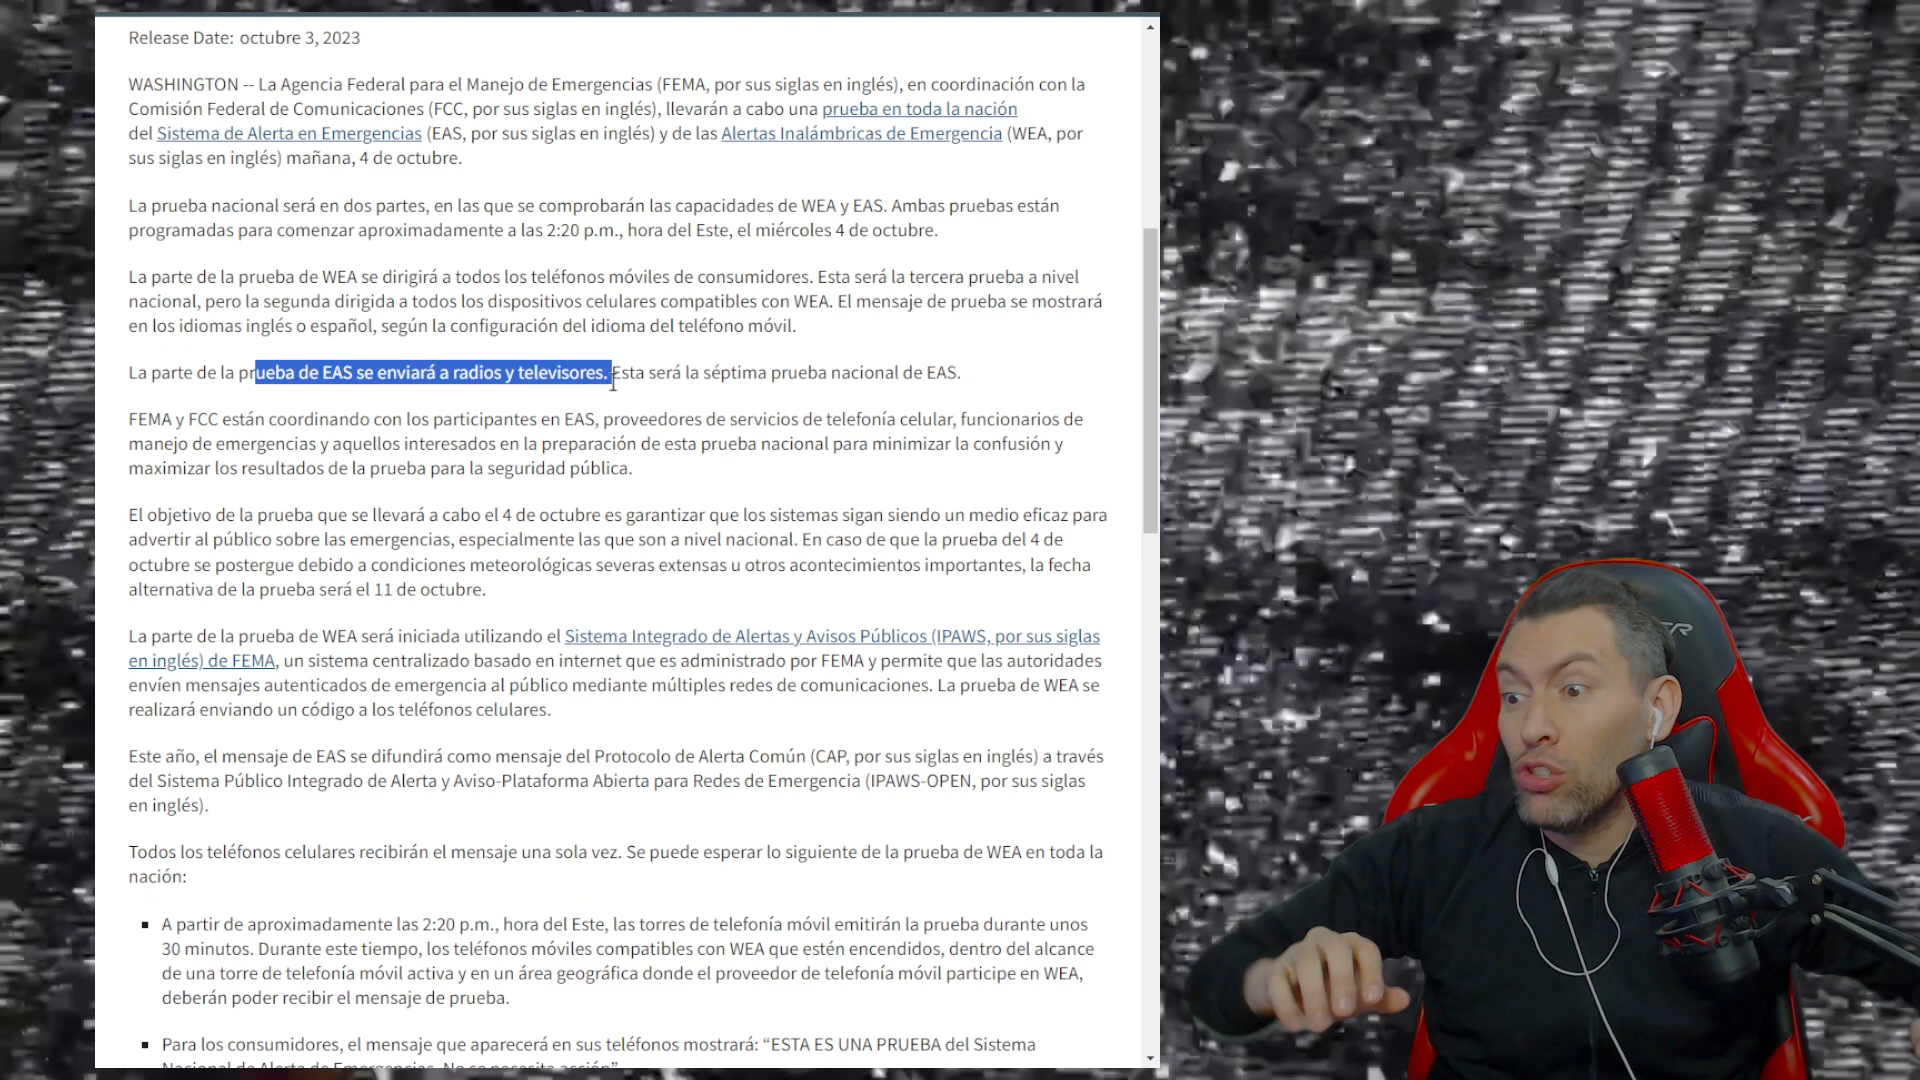 Release Date: octubre 3, 2023
WASHINGTON -- La Agencia Federal para el Manejo de Emergencias (FEMA, por sus siglas en inglés), en coordinación con la
Comisión Federal de Comunicaciones (FCC, por sus siglas en inglés), llevarán a cabo una prueba en toda la nación
del Sistema de Alerta en Emergencias (EAS, por sus siglas en inglés) y de las Alertas Inalámbricas de Emergencia (WEA, por
sus siglas en inglés) mañana, 4 de octubre.
La prueba nacional será en dos partes, en las que se comprobarán las capacidades de WEA y EAS. Ambas pruebas están
programadas para comenzar aproximadamente a las 2:20 p.m., hora del Este, el miércoles 4 de octubre.
La parte de la prueba de WEA se dirigirá a todos los teléfonos móviles de consumidores. Esta será la tercera prueba a nivel
nacional, pero la segunda dirigida a todos los dispositivos celulares compatibles con WEA. El mensaje de prueba se mostrará
en los idiomas inglés o español, según la configuración del idioma del teléfono móvil.
La parte de la prueba de EAS se enviará a radios y televisores. Esta será la séptima prueba nacional de EAS.
FEMA y FCC están coordinando con los participantes en EAS, proveedores de servicios de telefonía celular, funcionarios de
manejo de emergencias y aquellos interesados en la preparación de esta prueba nacional para minimizar la confusión y
maximizar los resultados de la prueba para la seguridad pública.
El objetivo de la prueba que se llevará a cabo el 4 de octubre es garantizar que los sistemas sigan siendo un medio eficaz para
advertir al público sobre las emergencias, especialmente las que son a nivel nacional. En caso de que la prueba del 4 de
octubre se postergue debido a condiciones meteorológicas severas extensas u otros acontecimientos importantes, la fecha
alternativa de la prueba será el 11 de octubre.
La parte de la prueba de WEA será iniciada utilizando el Sistema Integrado de Alertas y Avisos Públicos (IPAWS, por sus siglas
en inglés) de FEMA, un sistema centralizado basado en internet que es administrado por FEMA y permite que las autoridades
envíen mensajes autenticados de emergencia al público mediante múltiples redes de comunicaciones. La prueba de WEA se
realizará enviando un código a los teléfonos celulares.
Este año, el mensaje de EAS se difundirá como mensaje del Protocolo de Alerta Común (CAP, por sus siglas en inglés) a través
del Sistema Público Integrado de Alerta y Aviso-Plataforma Abierta para Redes de Emergencia (IPAWS-OPEN, por sus siglas
en inglés).
Todos los teléfonos celulares recibirán el mensaje una sola vez. Se puede esperar lo siguiente de la prueba de WEA en toda la
nación:
A partir de aproximadamente las 2:20 p.m., hora del Este, las torres de telefonía móvil emitirán la prueba durante unos
30 minutos. Durante este tiempo, los teléfonos móviles compatibles con WEA que estén encendidos, dentro del alcance
de una torre de telefonía móvil activa y en un área geográfica donde el proveedor de telefonía móvil participe en WEA,
deberán poder recibir el mensaje de prueba.
Para los consumidores, el mensaje que aparecerá en sus teléfonos mostrará: “ESTA ES UNA PRUEBA del Sistema
Nacional de Alerta de Emergencias. No se necesita acción”